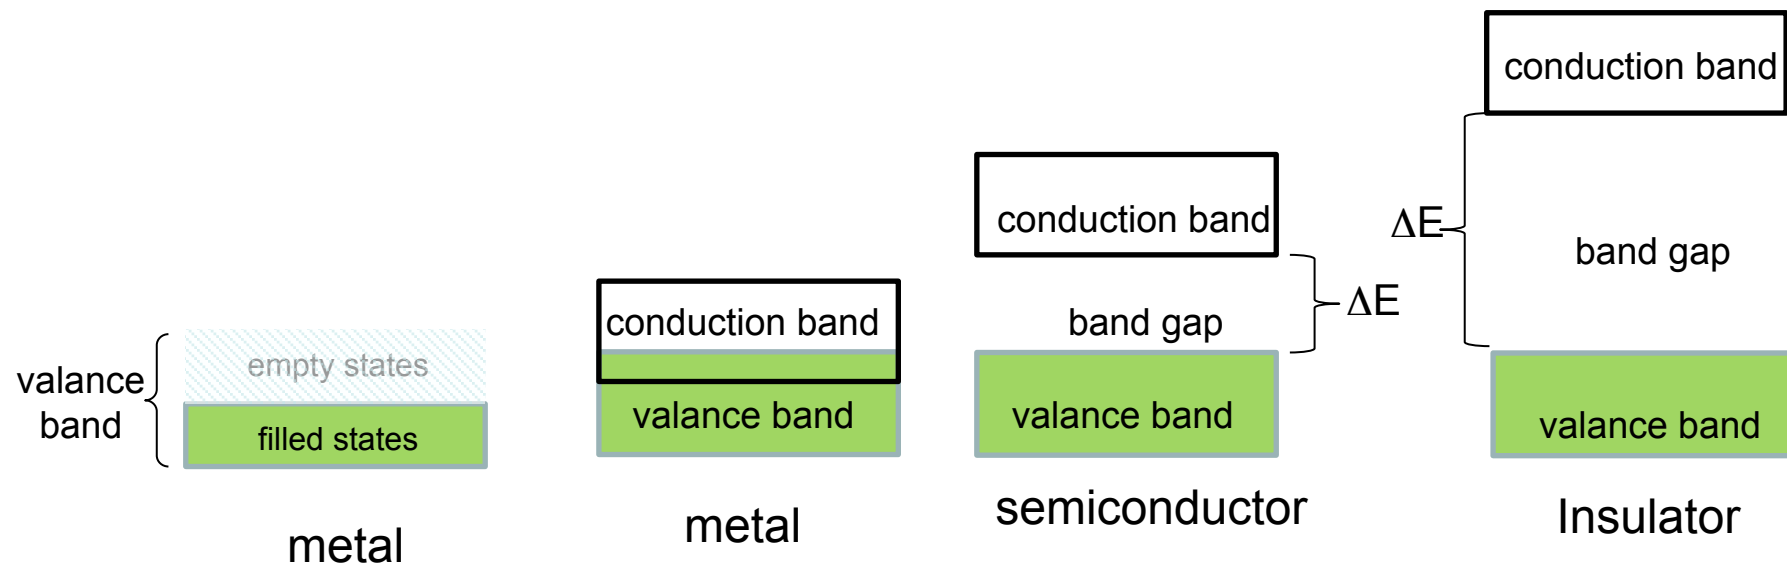 valance
band
empty states
filled states
metal
conduction band
valance band
metal
conduction band
band gap
ΔE
valance band
semiconductor
conduction band
ΔE
band gap
valance band
Insulator